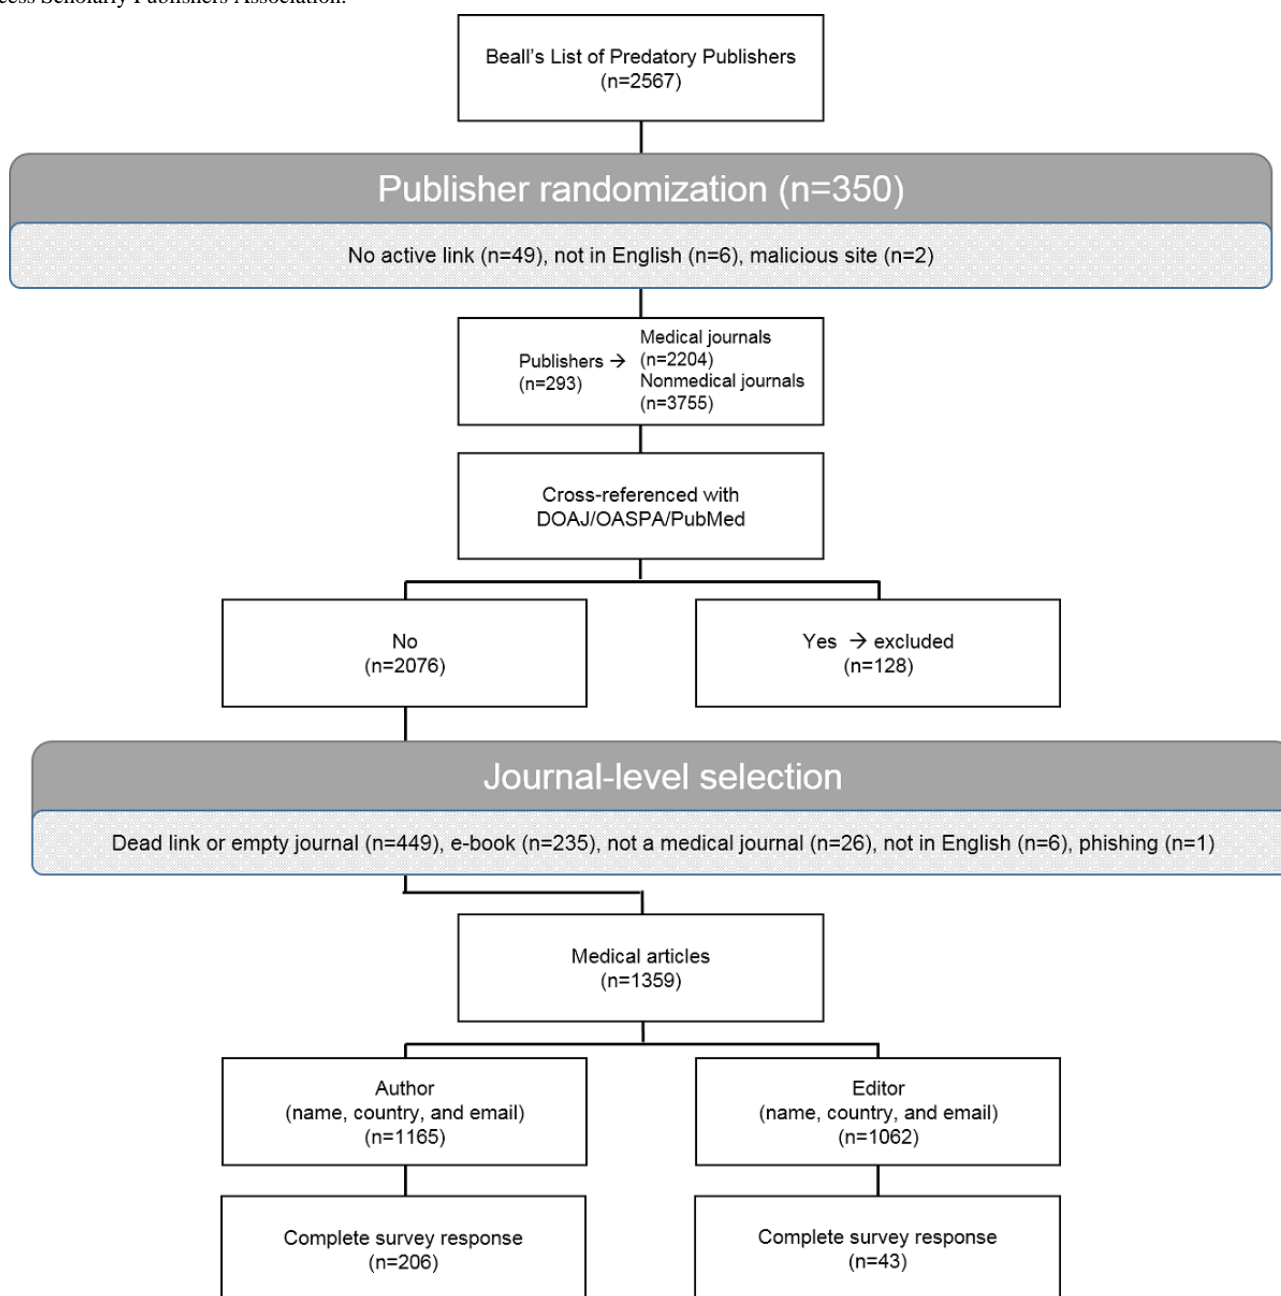 cess Scholarly Publishers Association.
Beall's List of Predatory Publishers
(n=2567)
Publisher randomization (n=350)
No active link (n=49), not in English (n=6), malicious site (n=2)
Publishers →
(n=293)
Medical journals
(n=2204)
Nonmedical journals
(n=3755)
Cross-referenced with
DOAJ/OASPA/PubMed
No
(n=2076)
Yes → excluded
(n=128)
Journal-level selection
Dead link or empty journal (n=449), e-book (n=235), not a medical journal (n=26), not in English (n=6), phishing (n=1)
Medical articles
(n=1359)
Author
(name, country, and email)
(n=1165)
Editor
(name, country, and email)
(n=1062)
Complete survey response
(n=206)
Complete survey response
(n=43)